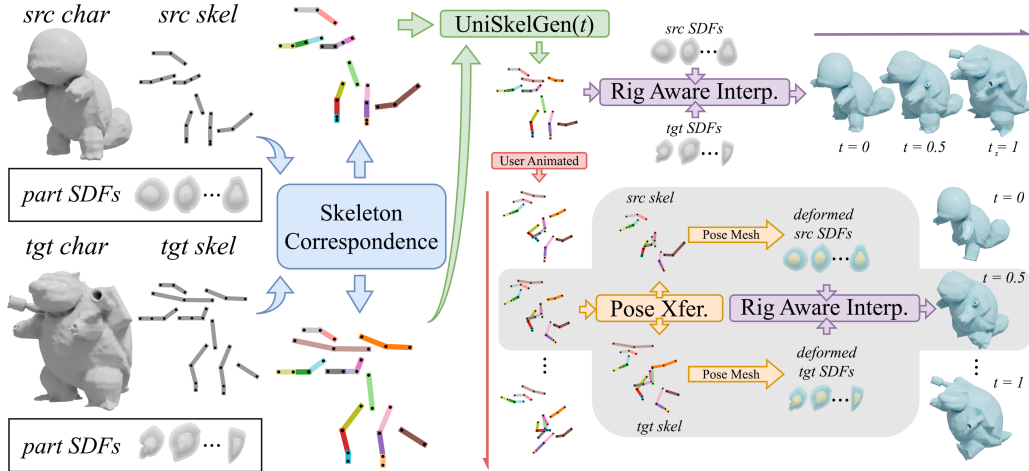 src char
src skel
part SDFs
tgt char
tgt skel
part SDFs
Skeleton
Correspondence
UniSkelGen(t)
User Animated
src SDFs
Rig Aware Interp.
tgt SDFs
t = 0
t = 0.5
t = 1
z
src skel
Pose Mesh
deformed
src SDFs
Pose Xfer.
Rig Aware Interp.
tgt skel
Pose Mesh
deformed
tgt SDFs
t = 0
t = 0.5
t = 1